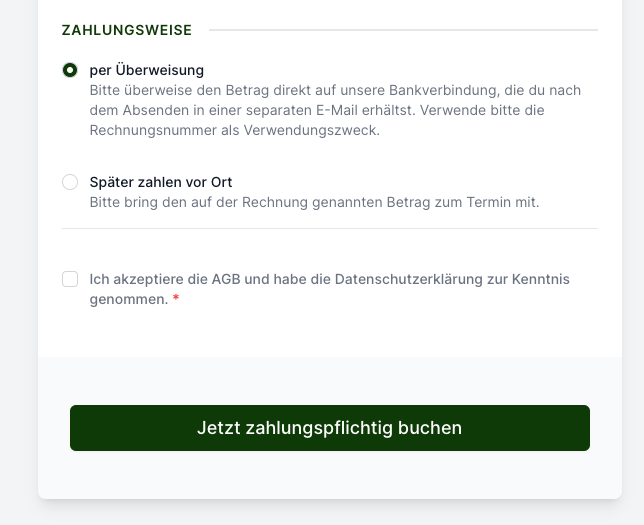 ZAHLUNGSWEISE
per Überweisung
Bitte überweise den Betrag direkt auf unsere Bankverbindung, die du nach
dem Absenden in einer separaten E-Mail erhältst. Verwende bitte die
Rechnungsnummer als Verwendungszweck.
Später zahlen vor Ort
Bitte bring den auf der Rechnung genannten Betrag zum Termin mit.
Ich akzeptiere die AGB und habe die Datenschutzerklärung zur Kenntnis
genommen. *
Jetzt zahlungspflichtig buchen